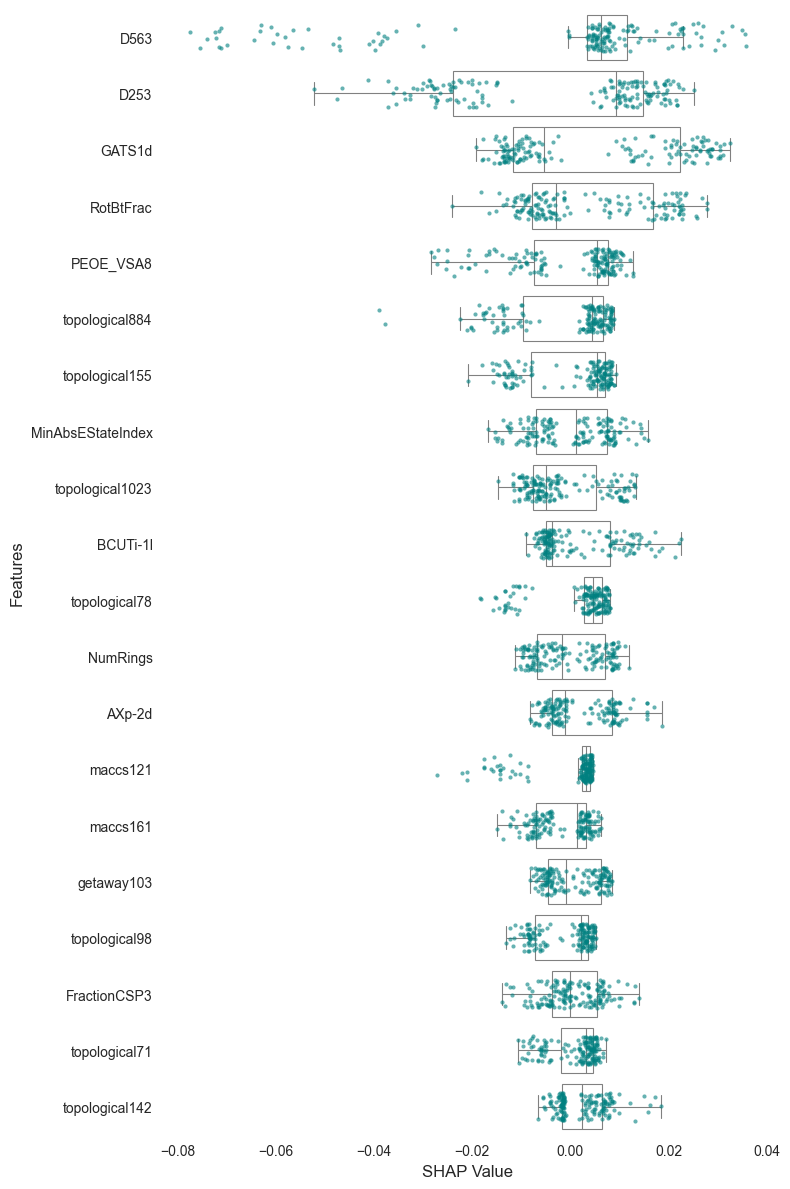 D563
D253
GATS1d
RotBtFrac
PEOE_VSA8
topological884
topological155
MinAbsEStateIndex
topological1023
BCUTi-1l
topological78
NumRings
AXp-2d
maccs121
maccs161
getaway103
topological98
FractionCSP3
topological71
topological142
Features
−0.08 −0.06 −0.04 −0.02 0.00 0.02 0.04
SHAP Value